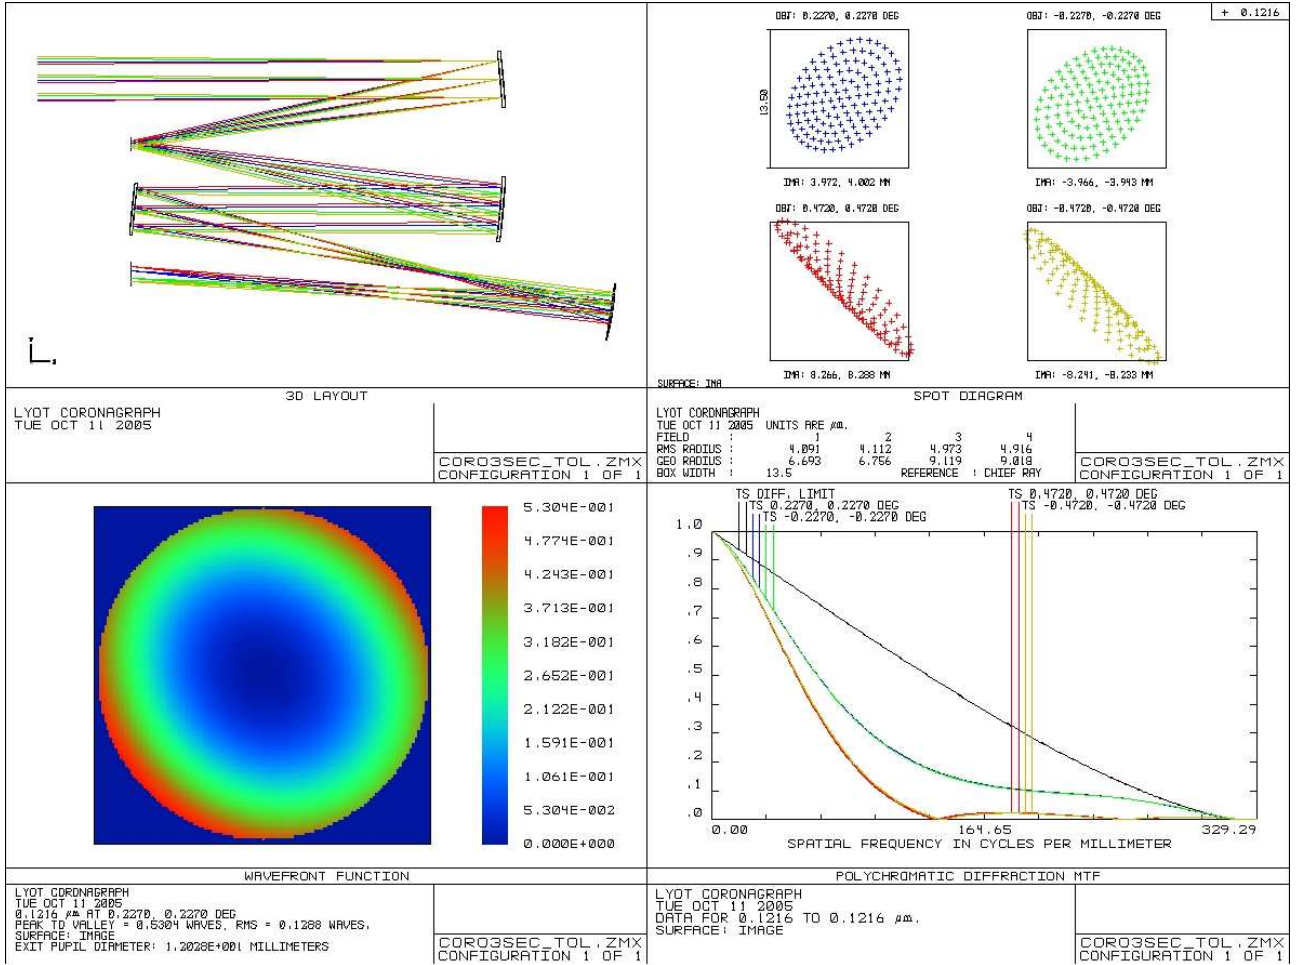 Y
Z
3D LAYOUT
LYOT CORONAGRAPH
TUE OCT 11 2005
CORO3SEC_TOL.ZMX
CONFIGURATION 1 OF 1
+ 0.1216
OBJ: 0.2270, 0.2270 DEG
OBJ: -0.2270, -0.2270 DEG
13.50
IMA: 3.972, 4.002 MM
IMA: -3.966, -3.943 MM
OBJ: 0.4720, 0.4720 DEG
OBJ: -0.4720, -0.4720 DEG
IMA: 8.266, 8.288 MM
IMA: -8.241, -8.233 MM
SURFACE: IMA
SPOT DIAGRAM
LYOT CORONAGRAPH
TUE OCT 11 2005 UNITS ARE µm.
FIELD : 1 2 3 4
RMS RADIUS : 4.091 4.112 4.973 4.916
GEO RADIUS : 6.693 6.756 9.119 9.018
BOX WIDTH : 13.5 REFERENCE : CHIEF RAY
CORO3SEC_TOL.ZMX
CONFIGURATION 1 OF 1
5.304E-001
4.774E-001
4.243E-001
3.713E-001
3.182E-001
2.652E-001
2.122E-001
1.591E-001
1.061E-001
5.304E-002
0.000E+000
WAVEFRONT FUNCTION
LYOT CORONAGRAPH
TUE OCT 11 2005
0.1216 µm AT 0.2270, 0.2270 DEG
PEAK TO VALLEY = 0.5304 WAVES, RMS = 0.1288 WAVES.
SURFACE: IMAGE
EXIT PUPIL DIAMETER: 1.2028E+001 MILLIMETERS
CORO3SEC_TOL.ZMX
CONFIGURATION 1 OF 1
TS DIFF. LIMIT
TS 0.2270, 0.2270 DEG
TS -0.2270, -0.2270 DEG
TS 0.4720, 0.4720 DEG
TS -0.4720, -0.4720 DEG
1.0
.9
.8
.7
.6
.5
.4
.3
.2
.1
.0
0.00
164.65
329.29
SPATIAL FREQUENCY IN CYCLES PER MILLIMETER
POLYCHROMATIC DIFFRACTION MTF
LYOT CORONAGRAPH
TUE OCT 11 2005
DATA FOR 0.1216 TO 0.1216 µm.
SURFACE: IMAGE
CORO3SEC_TOL.ZMX
CONFIGURATION 1 OF 1